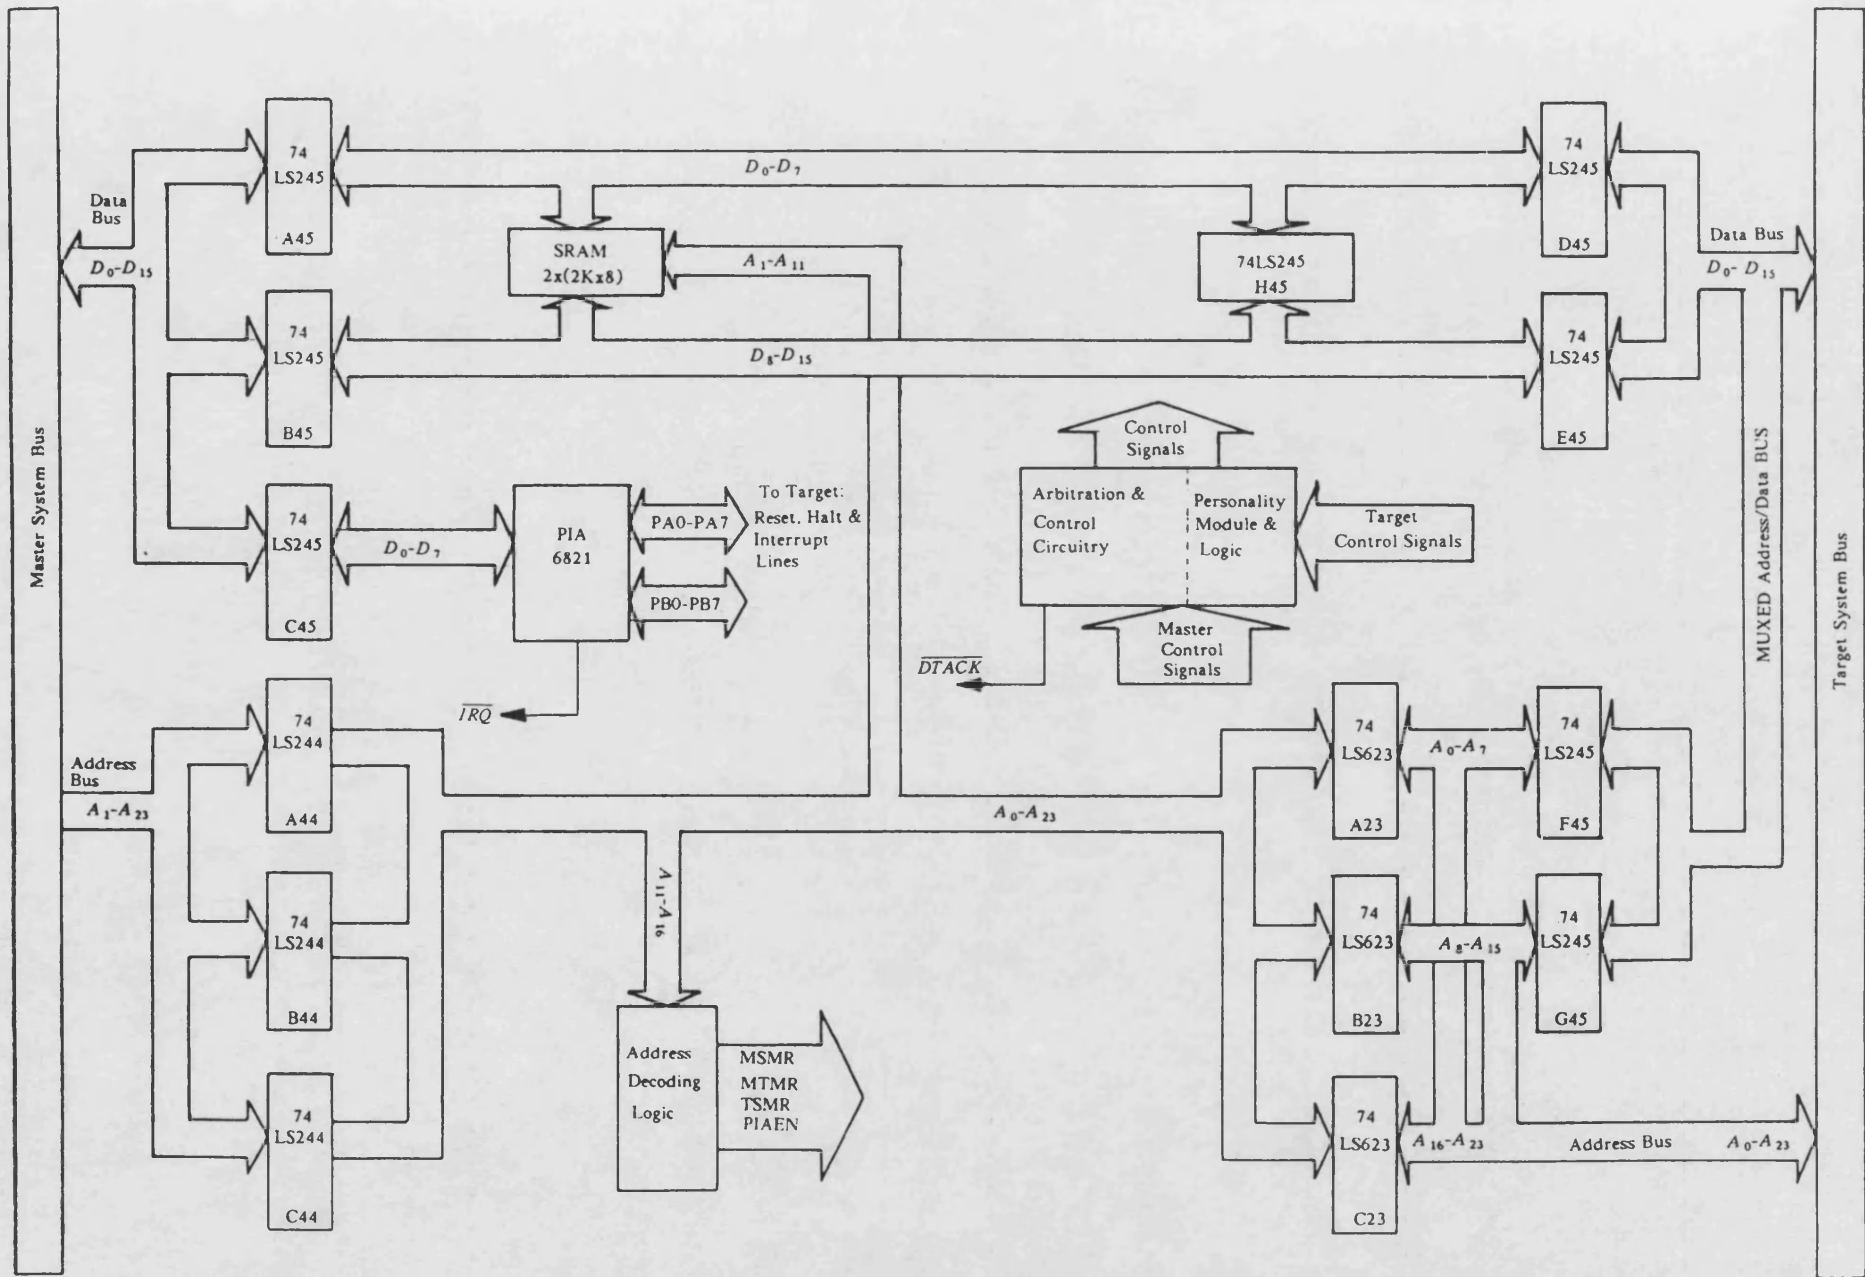 Master System Bus
Data
Bus
D0-D15
74
LS245
A45
74
LS245
B45
74
LS245
C45
D0-D7
SRAM
2x(2Kx8)
A1-A11
D8-D15
74LS245
H45
74
LS245
D45
74
LS245
E45
Data Bus
D0-D15
MUXED Address/Data BUS
Target System Bus
D0-D7
PIA
6821
PA0-PA7
PB0-PB7
To Target:
Reset, Halt &
Interrupt
Lines
IRQ
Control
Signals
Arbitration &
Control
Circuitry
Personality
Module &
Logic
Target
Control Signals
Master
Control
Signals
DTACK
Address
Bus
A1-A23
74
LS244
A44
74
LS244
B44
74
LS244
C44
A11-A16
Address
Decoding
Logic
MSMR
MTMR
TSMR
PIAEN
A0-A23
74
LS623
A23
74
LS623
B23
74
LS623
C23
A0-A7
A8-A15
A16-A23
74
LS245
F45
74
LS245
G45
Address Bus
A0-A23